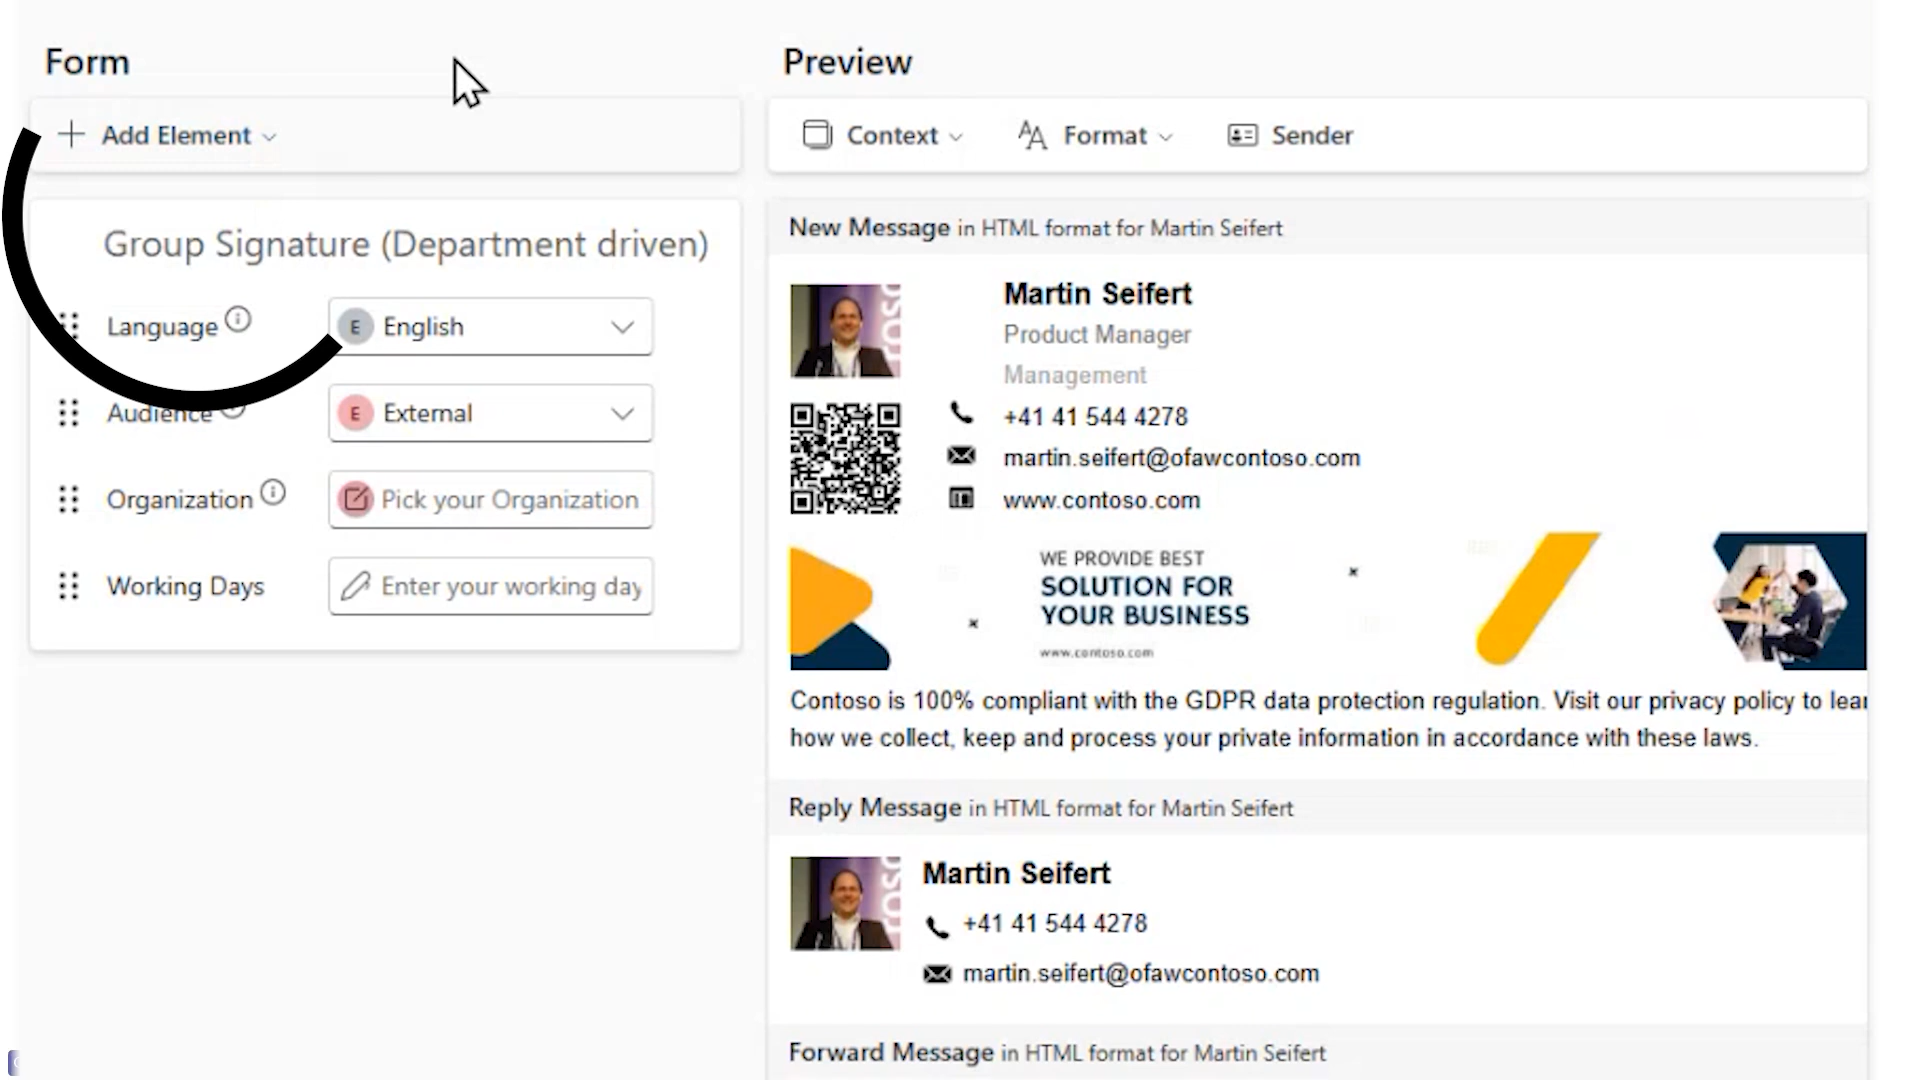 Form
Add Element
Group Signature (Department driven)
Language
E English
Audience
E External
Organization
Pick your Organization
Working Days
Enter your working day
Preview
Context
Format
Sender
New Message in HTML format for Martin Seifert
Martin Seifert
Product Manager
Management
+41 41 544 4278
martin.seifert@ofawcontoso.com
www.contoso.com
WE PROVIDE BEST
SOLUTION FOR
YOUR BUSINESS
www.contoso.com
Contoso is 100% compliant with the GDPR data protection regulation. Visit our privacy policy to lear
how we collect, keep and process your private information in accordance with these laws.
Reply Message in HTML format for Martin Seifert
Martin Seifert
+41 41 544 4278
martin.seifert@ofawcontoso.com
Forward Message in HTML format for Martin Seifert